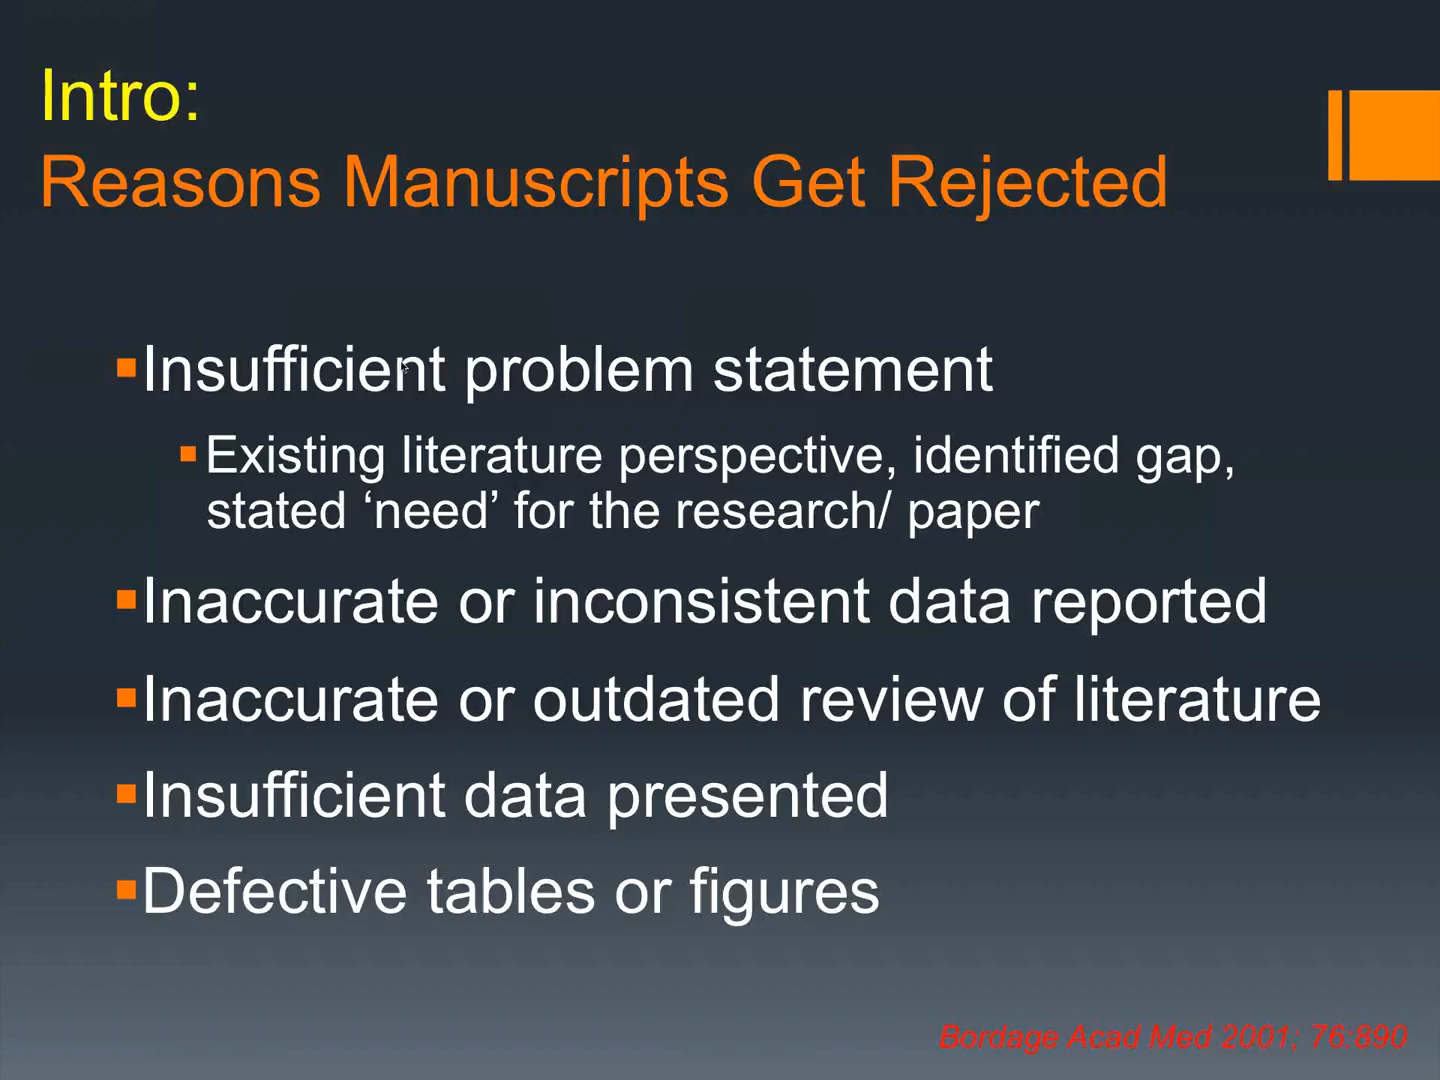 Intro:
Reasons Manuscripts Get Rejected
Insufficient problem statement
Existing literature perspective, identified gap,
stated ‘need’ for the research/ paper
Inaccurate or inconsistent data reported
Inaccurate or outdated review of literature
Insufficient data presented
Defective tables or figures
Bordage Acad Med 2001; 76:890